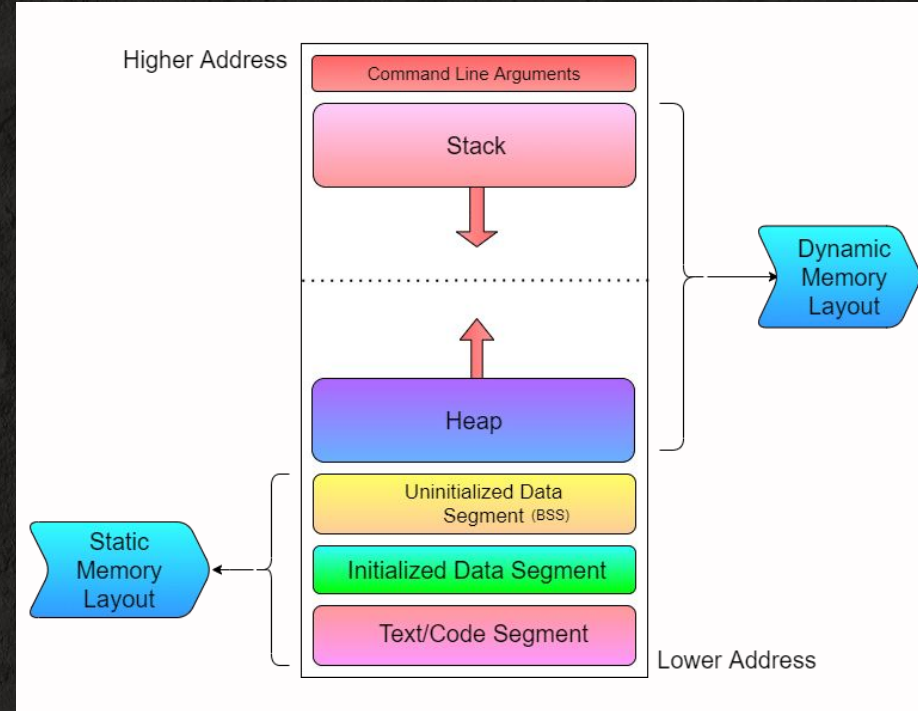 Higher Address
Command Line Arguments
Stack
Dynamic
Memory
Layout
Heap
Uninitialized Data
Segment (BSS)
Static
Memory
Layout
Initialized Data Segment
Text/Code Segment
Lower Address